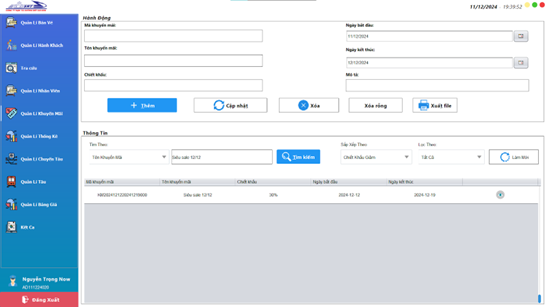 11/12/2024 - 19:39:52
Quản Lí Bán Vé
Quản Lí Hành Khách
Tra cứu
Quản Lí Nhân Viên
Quản Lí Khuyến Mãi
Quản Lí Thống Kê
Quản Lí Chuyến Tàu
Quản Lí Tàu
Quản Lí Bảng Giá
Kết Ca
Nguyễn Trọng Now
Đăng Xuất
Hành Động
Mã khuyến mãi:
Ngày bắt đầu:
11/12/2024
Tên khuyến mãi:
Ngày kết thúc:
12/12/2024
Chiết khấu:
Mô tả:
Thêm
Cập nhật
Xóa
Xóa rỗng
Xuất file
Thông Tin
Tìm Theo:
Sắp Xếp Theo:
Lọc Theo:
Tên Khuyến Mãi
Siêu sale 12/12
Tìm kiếm
Chiết Khấu Giảm
Tất Cả
Làm Mới
Mã khuyến mãi
Tên khuyến mãi
Chiết khấu
Ngày bắt đầu
Ngày kết thúc
Siêu sale 12/12
30%
2024-12-12